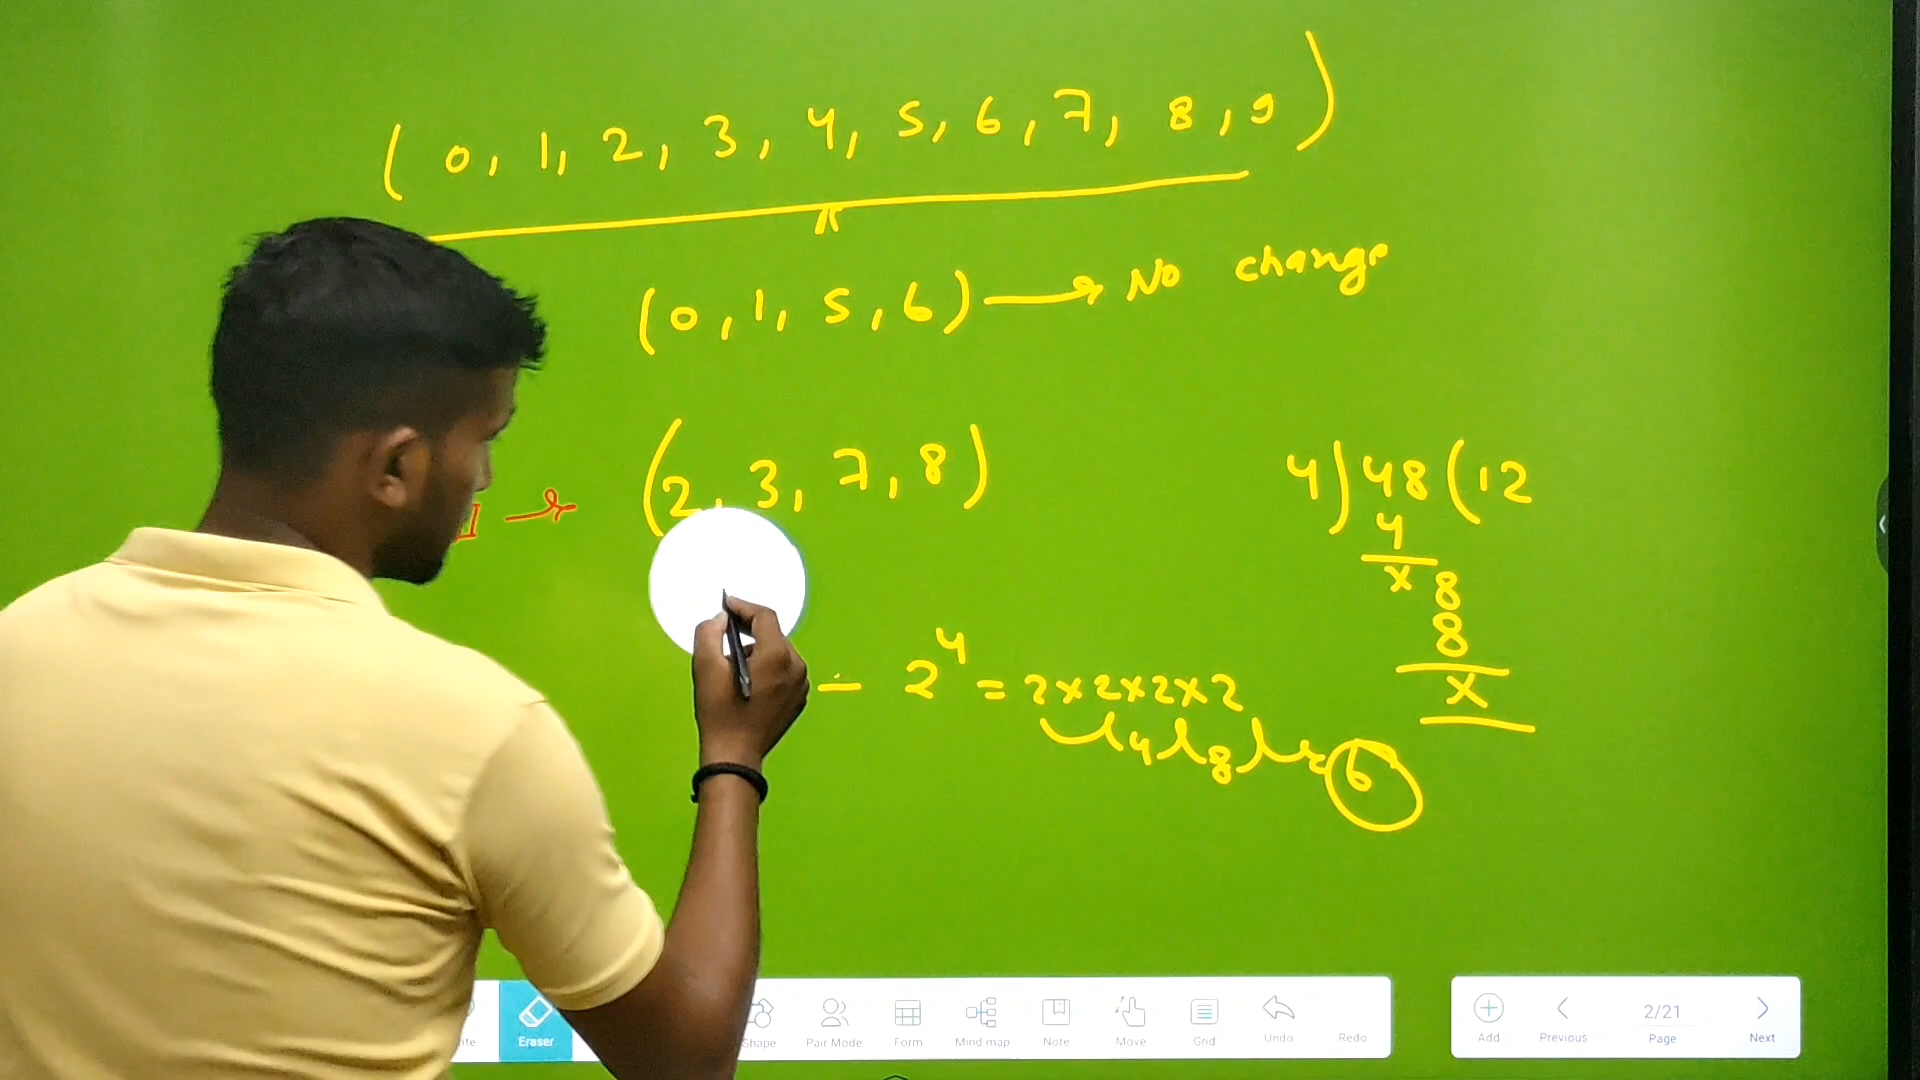 ( 0, 1, 2, 3, 4, 5, 6, 7, 8, 9 )
(0, 1, 5, 6) → No change
II → (2, 3, 7, 8)
4) 48 (12
4
x 8
8
x
- 2⁴ = 2×2×2×2
4 8 6
Eraser Shape Pair Mode Form Mind map Note Move Grid Undo Redo
Add Previous 2/21 Page Next